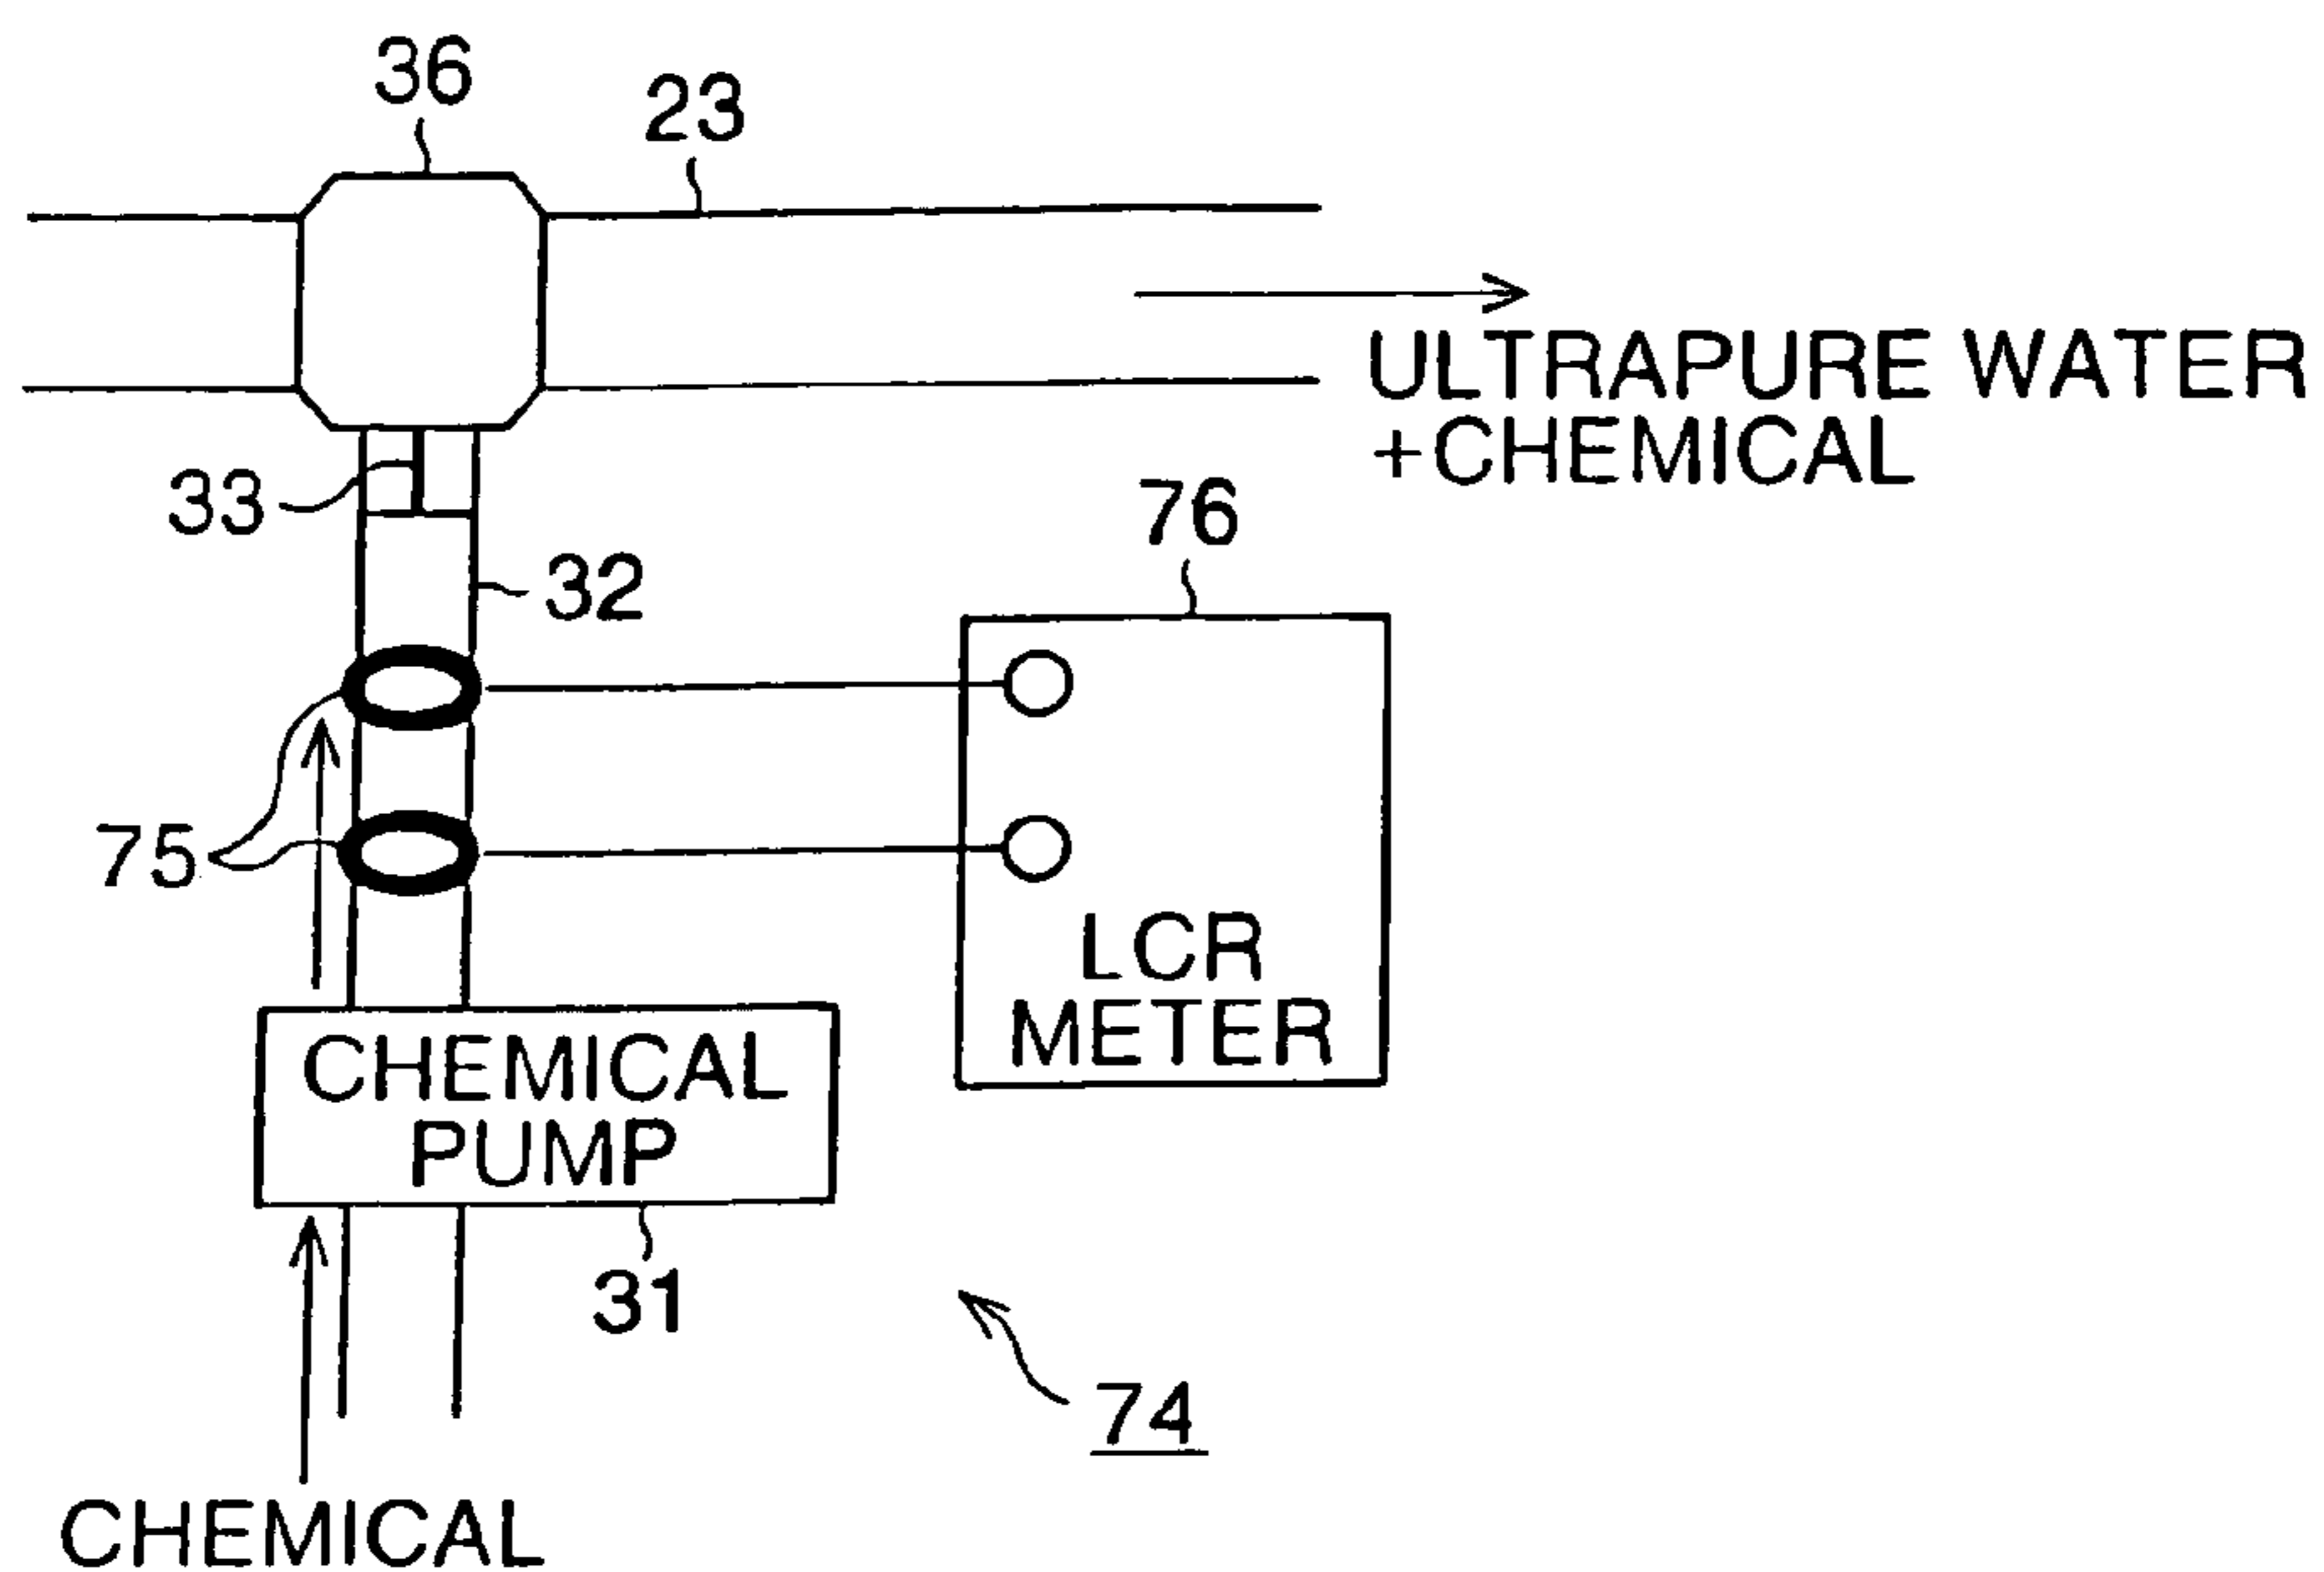 36
23
ULTRAPURE WATER
+CHEMICAL
33
76
32
75
LCR
METER
CHEMICAL
PUMP
31
74
CHEMICAL